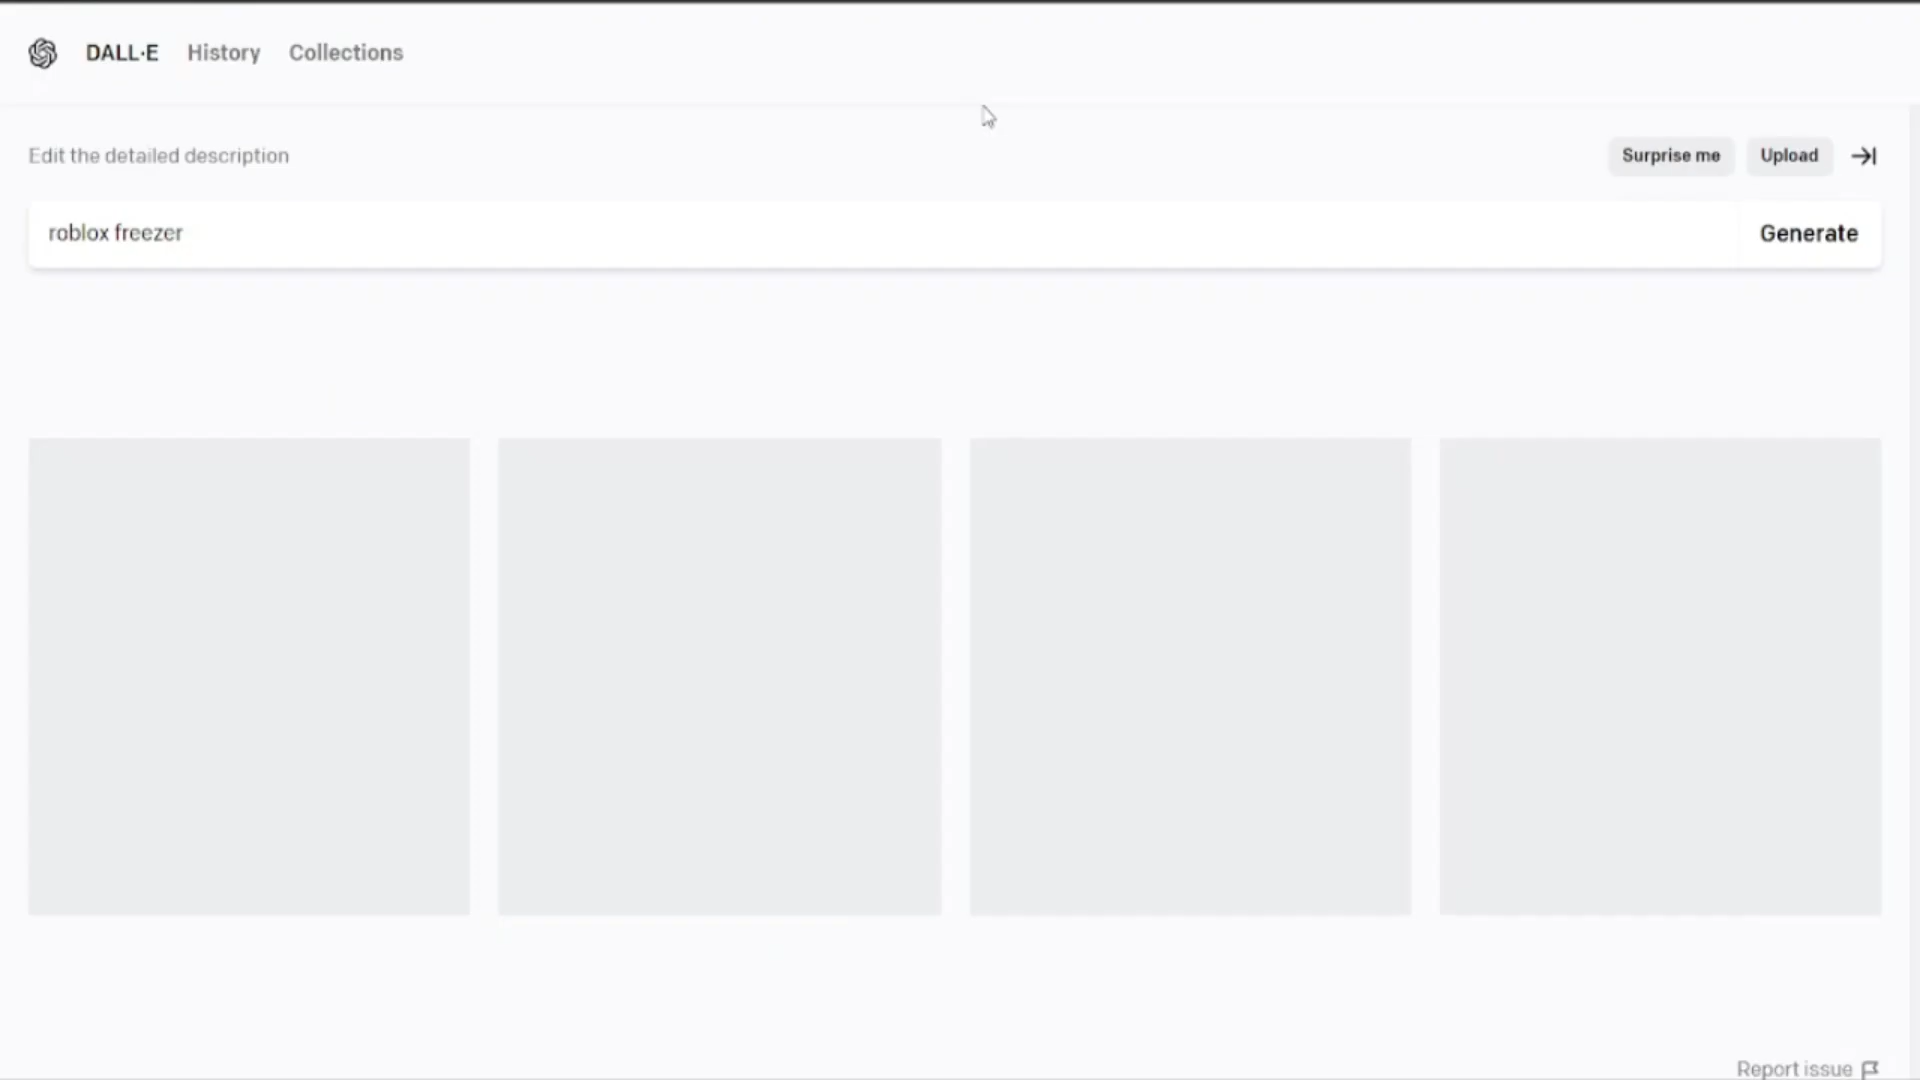 DALL·E History Collections
Edit the detailed description
Surprise me
Upload
roblox freezer
Generate
Report issue